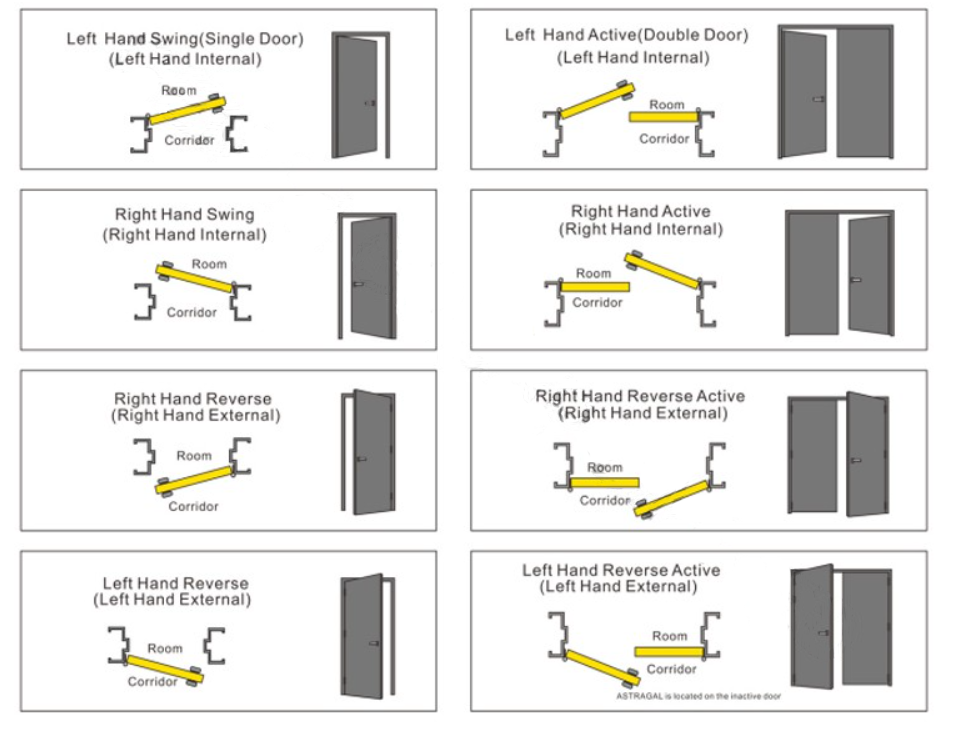 Left Hand Swing(Single Door)
(Left Hand Internal)
Room
Corridor
Left Hand Active(Double Door)
(Left Hand Internal)
Room
Corridor
Right Hand Swing
(Right Hand Internal)
Room
Corridor
Right Hand Active
(Right Hand Internal)
Room
Corridor
Right Hand Reverse
(Right Hand External)
Room
Corridor
Right Hand Reverse Active
(Right Hand External)
Room
Corridor
Left Hand Reverse
(Left Hand External)
Room
Corridor
Left Hand Reverse Active
(Left Hand External)
Room
Corridor
ASTRAGAL is located on the inactive door